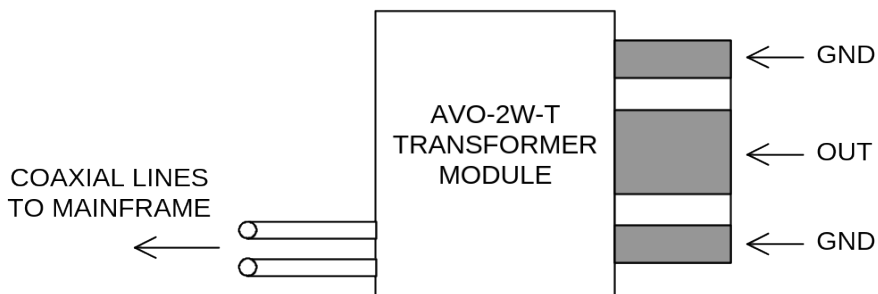 AVO-2W-T
TRANSFORMER
MODULE
COAXIAL LINES
TO MAINFRAME
GND
OUT
GND